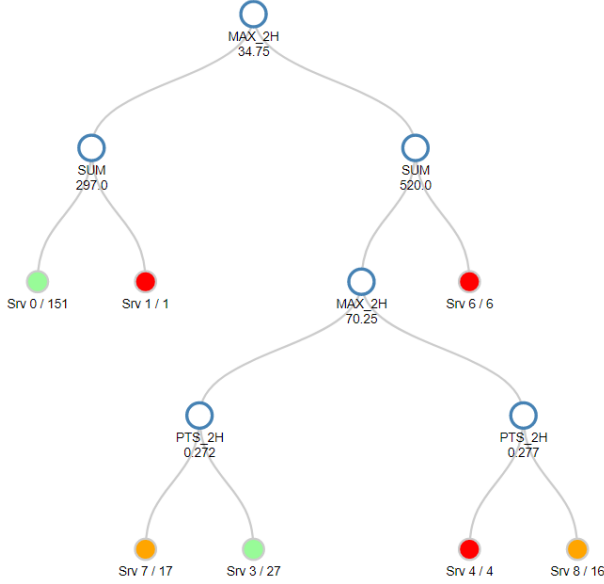 MAX_2H
34.75
SUM
297.0
SUM
520.0
Srv 0 / 151
Srv 1 / 1
MAX_2H
70.25
Srv 6 / 6
PTS_2H
0.272
PTS_2H
0.277
Srv 7 / 17
Srv 3 / 27
Srv 4 / 4
Srv 8 / 16